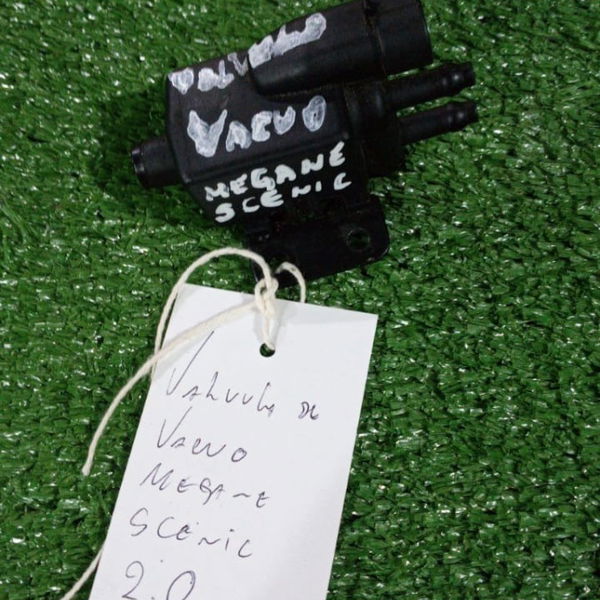 VALVULA
VACUO
MEGANE
SCENIC
VALVULA DE
VACUO
MEGANE
SCENIC
2.0